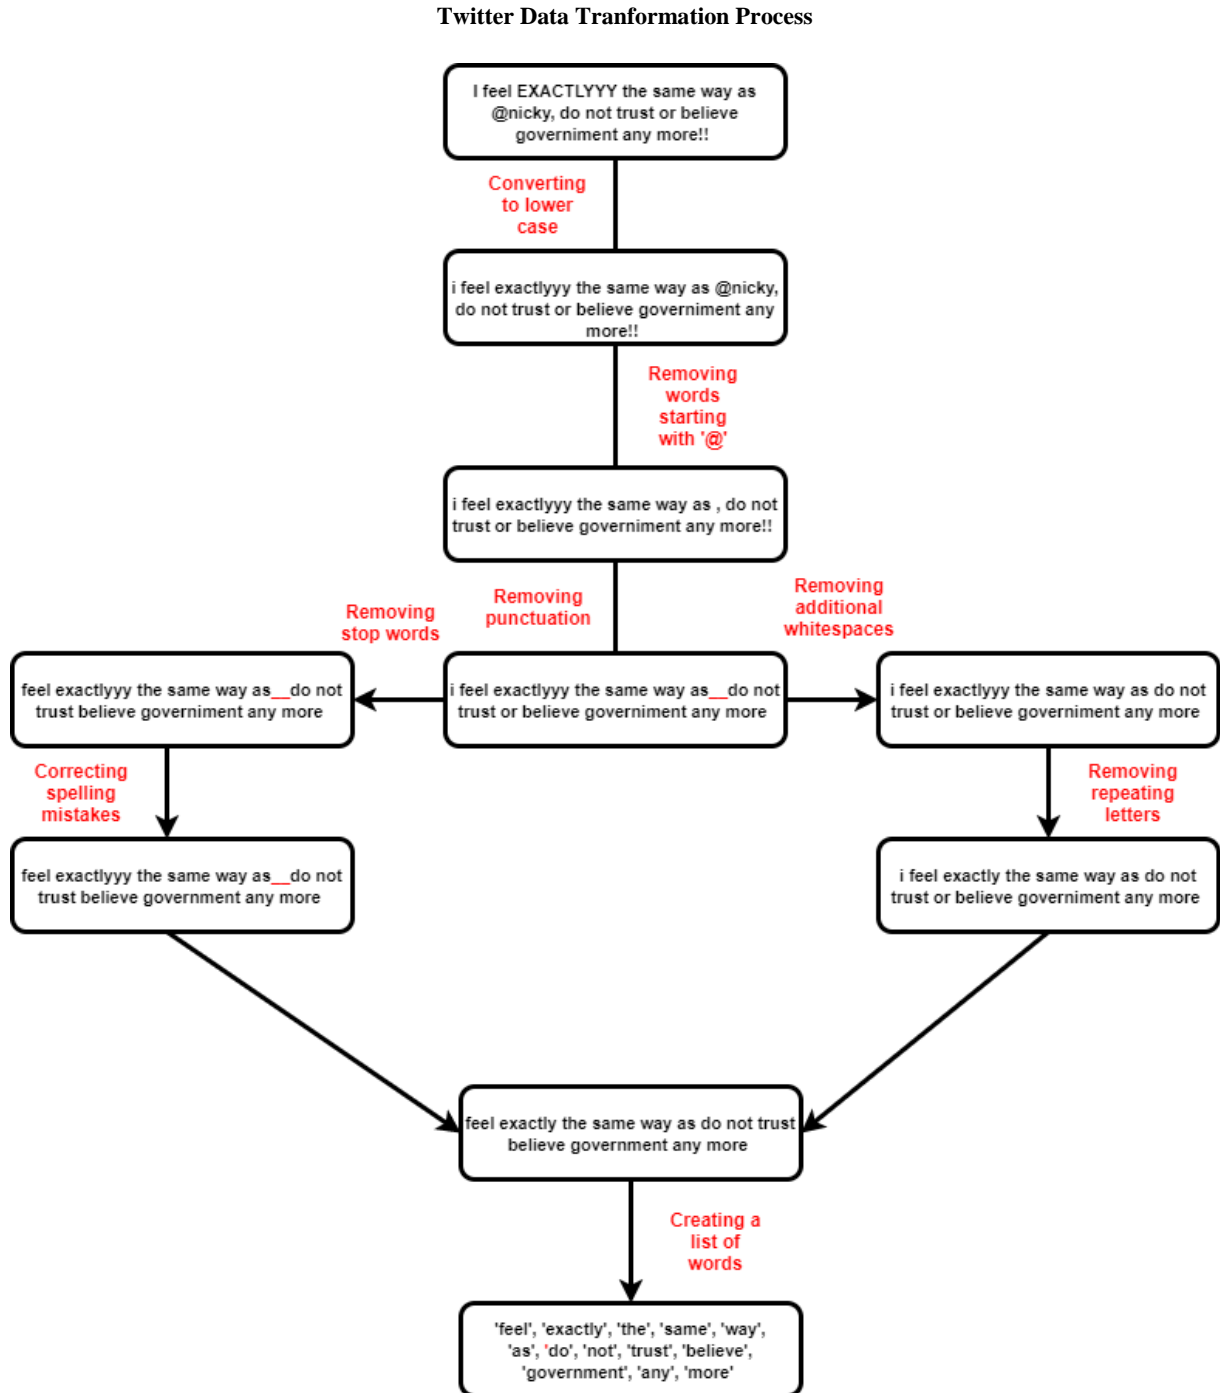 Twitter Data Tranformation Process
I feel EXACTLYYY the same way as
@nicky, do not trust or believe
governiment any more!!
Converting
to lower
case
i feel exactlyyy the same way as @nicky,
do not trust or believe governiment any
more!!
Removing
words
starting
with '@'
i feel exactlyyy the same way as , do not
trust or believe governiment any more!!
Removing
stop words
Removing
punctuation
Removing
additional
whitespaces
feel exactlyyy the same way as__do not
trust believe governiment any more
i feel exactlyyy the same way as__do not
trust or believe governiment any more
i feel exactlyyy the same way as do not
trust or believe governiment any more
Correcting
spelling
mistakes
Removing
repeating
letters
feel exactlyyy the same way as__do not
trust believe government any more
i feel exactly the same way as do not
trust or believe governiment any more
feel exactly the same way as do not trust
believe government any more
Creating a
list of
words
'feel', 'exactly', 'the', 'same', 'way',
'as', 'do', 'not', 'trust', 'believe',
'government', 'any', 'more'